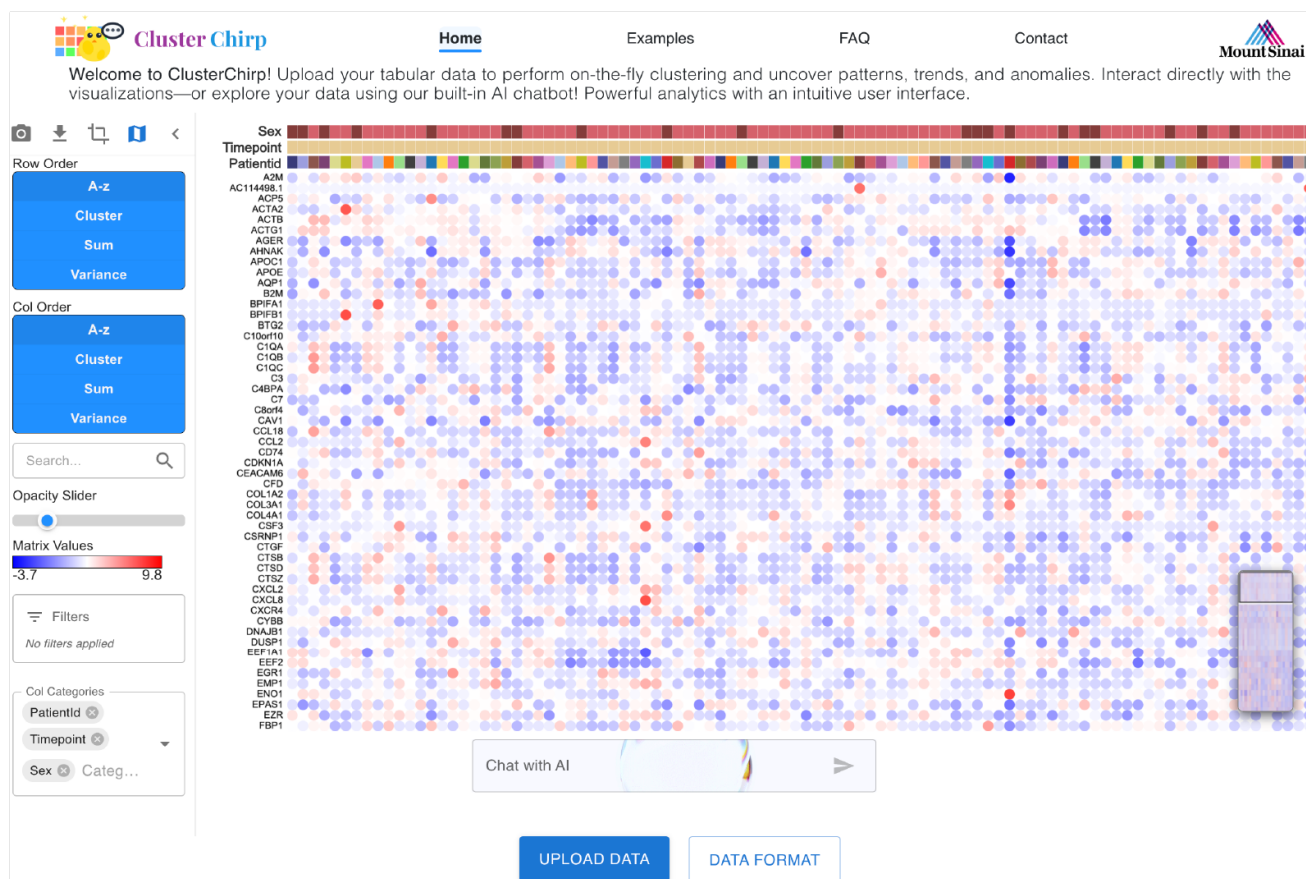 Cluster Chirp
Home
Examples
FAQ
Contact
Mount Sinai
Welcome to ClusterChirp! Upload your tabular data to perform on-the-fly clustering and uncover patterns, trends, and anomalies. Interact directly with the
visualizations—or explore your data using our built-in AI chatbot! Powerful analytics with an intuitive user interface.
Row Order
A-z
Cluster
Sum
Variance
Col Order
A-z
Cluster
Sum
Variance
Search...
Opacity Slider
Matrix Values
-3.7
9.8
Filters
No filters applied
Col Categories
PatientId
Timepoint
Sex
Categ...
Sex
Timepoint
Patientid
A2M
AC114498.1
ACP5
ACTA2
ACTB
ACTG1
AGER
AHNAK
APOC1
APOE
AQP1
B2M
BPIFA1
BPIFB1
BTG2
C10orf10
C1QA
C1QB
C1QC
C3
C4BPA
C7
C8orf4
CAV1
CCL18
CCL2
CD74
CDKN1A
CEACAM6
CFD
COL1A2
COL3A1
COL4A1
CSF3
CSRNP1
CTGF
CTSB
CTSD
CTSZ
CXCL2
CXCL8
CXCR4
CYBB
DNAJB1
DUSP1
EEF1A1
EEF2
EGR1
EMP1
ENO1
EPAS1
EZR
FBP1
Chat with AI
UPLOAD DATA
DATA FORMAT